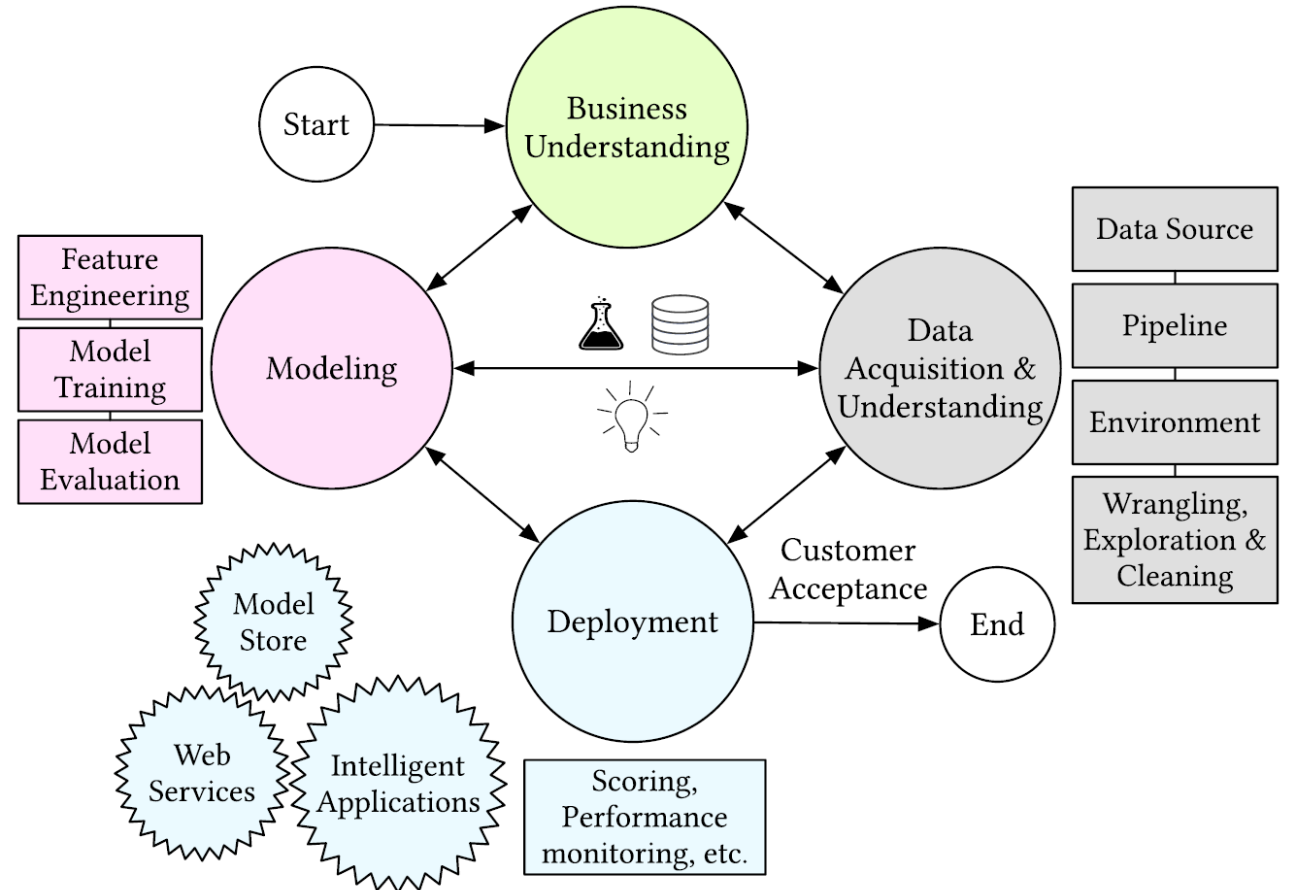 Start
Business
Understanding
Feature
Engineering
Model
Training
Model
Evaluation
Modeling
Data
Acquisition &
Understanding
Data Source
Pipeline
Environment
Wrangling,
Exploration &
Cleaning
Customer
Acceptance
Deployment
End
Model
Store
Web
Services
Intelligent
Applications
Scoring,
Performance
monitoring, etc.